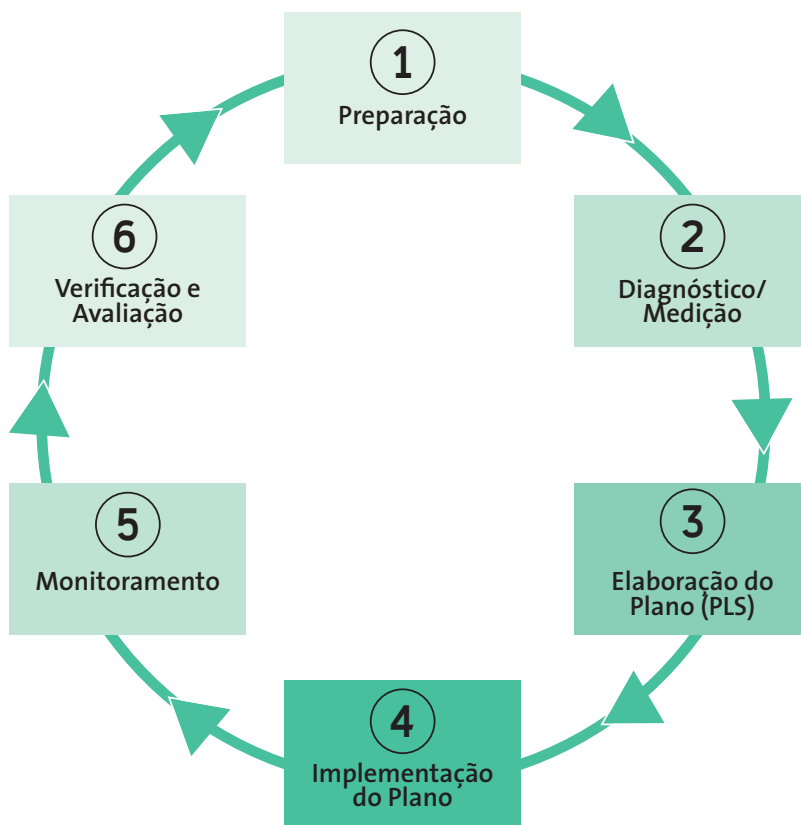 1
Preparação
2
Diagnóstico/
Medição
3
Elaboração do
Plano (PLS)
4
Implementação
do Plano
5
Monitoramento
6
Verificação e
Avaliação